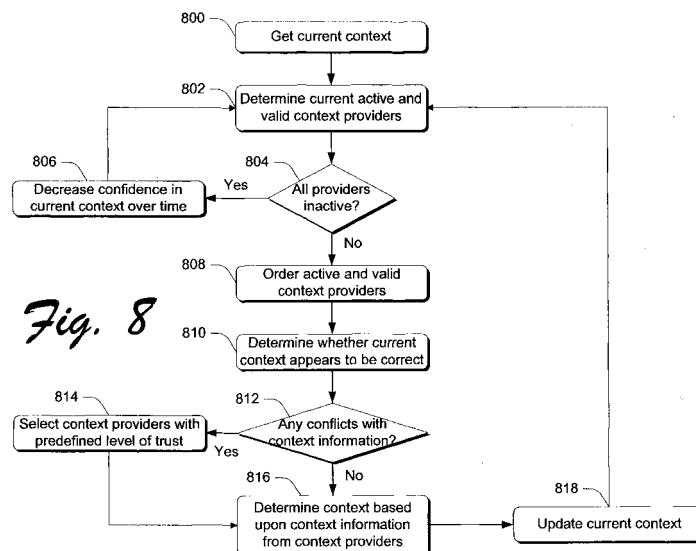 800
Get current context
802
Determine current active and
valid context providers
804
All providers
inactive?
Yes
No
806
Decrease confidence in
current context over time
808
Order active and valid
context providers
Fig. 8
810
Determine whether current
context appears to be correct
812
Any conflicts with
context information?
Yes
No
814
Select context providers with
predefined level of trust
816
Determine context based
upon context information
from context providers
818
Update current context